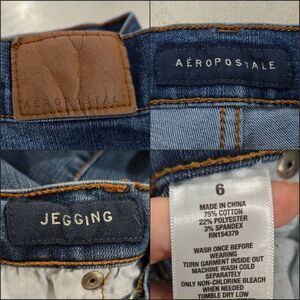 AÉROPOSTALE
AÉROPOSTALE
JEGGING
6
MADE IN CHINA
75% COTTON
22% POLYESTER
3% SPANDEX
RN154379
WASH ONCE BEFORE
WEARING
TURN GARMENT INSIDE OUT
MACHINE WASH COLD
SEPARATELY
ONLY NON-CHLORINE BLEACH
WHEN NEEDED
TUMBLE DRY LOW